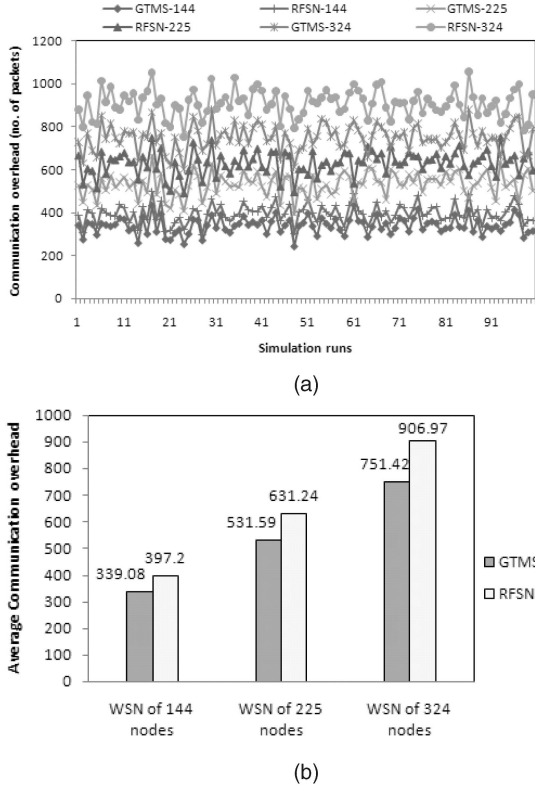 GTMS-144 RFSN-144 GTMS-225
RFSN-225 GTMS-324 RFSN-324
1200
1000
800
600
400
200
0
Communication overhead (no. of packets)
1 11 21 31 41 51 61 71 81 91
Simulation runs
(a)
1000
900
800
700
600
500
400
300
200
100
0
Average Communication overhead
339.08 397.2
531.59 631.24
751.42 906.97
GTMS
RFSN
WSN of 144 nodes
WSN of 225 nodes
WSN of 324 nodes
(b)